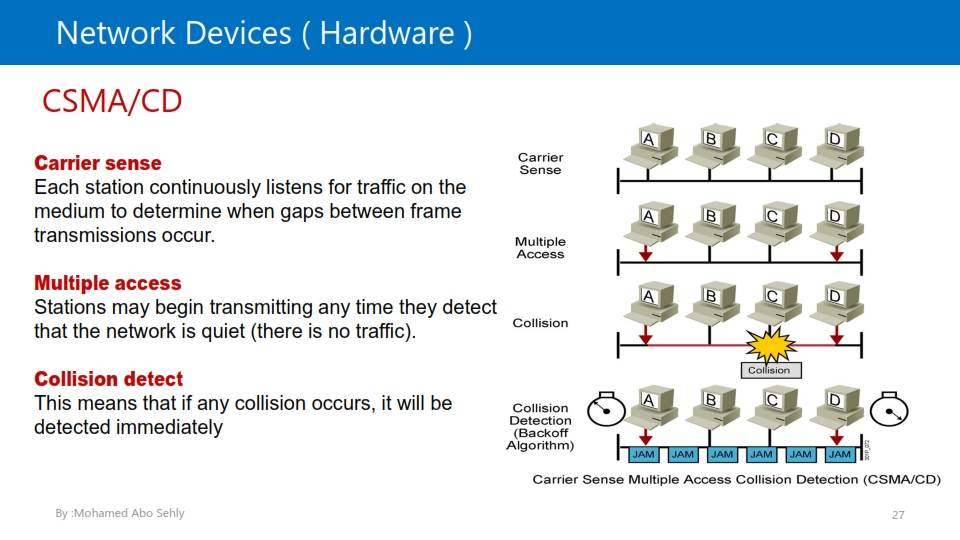 Network Devices ( Hardware )
CSMA/CD
Carrier sense
Each station continuously listens for traffic on the
medium to determine when gaps between frame
transmissions occur.
Multiple access
Stations may begin transmitting any time they detect
that the network is quiet (there is no traffic).
Collision detect
This means that if any collision occurs, it will be
detected immediately
Carrier
Sense
A B C D
Multiple
Access
A B C D
Collision
A B C D
Collision
Collision
Detection
(Backoff
Algorithm)
A B C D
JAM JAM JAM JAM JAM JAM
Carrier Sense Multiple Access Collision Detection (CSMA/CD)
By :Mohamed Abo Sehly
27